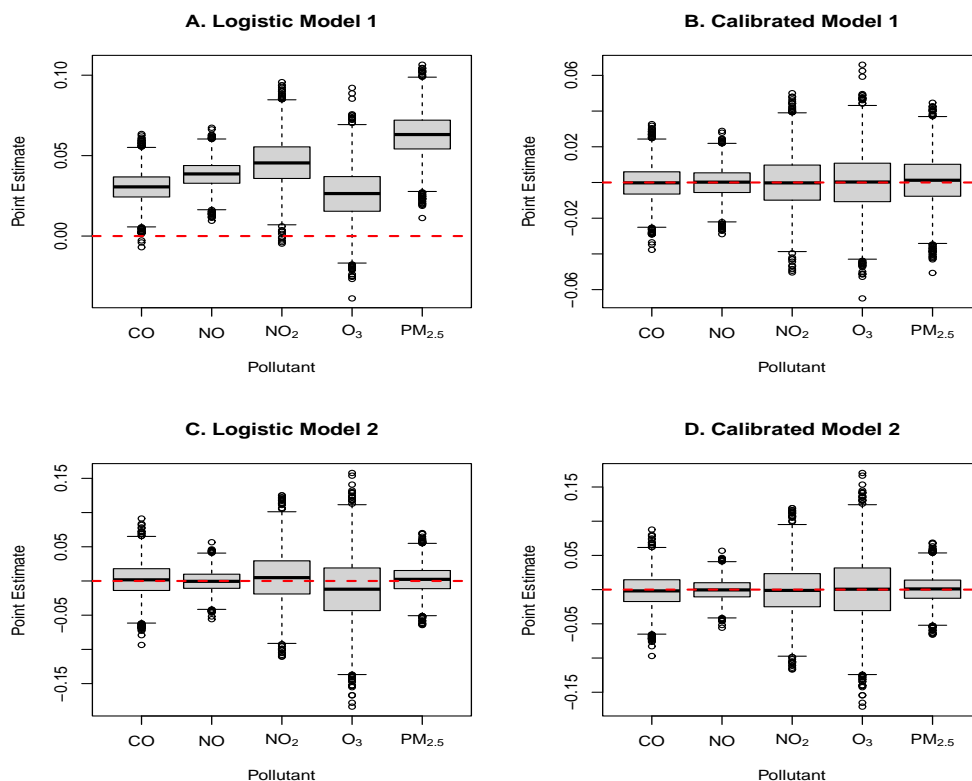 A. Logistic Model 1
Point Estimate
0.10
0.05
0.00
CO NO NO₂ O₃ PM₂.₅
Pollutant
B. Calibrated Model 1
Point Estimate
0.06
0.02
−0.02
−0.06
CO NO NO₂ O₃ PM₂.₅
Pollutant
C. Logistic Model 2
Point Estimate
0.15
0.05
−0.05
−0.15
CO NO NO₂ O₃ PM₂.₅
Pollutant
D. Calibrated Model 2
Point Estimate
0.15
0.05
−0.05
−0.15
CO NO NO₂ O₃ PM₂.₅
Pollutant